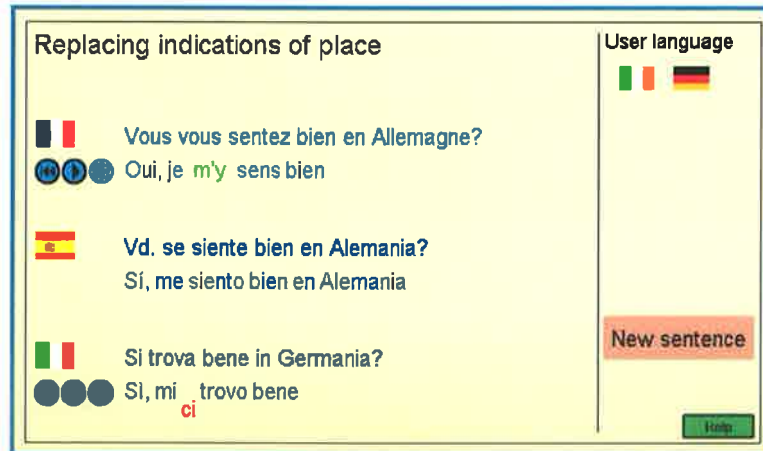 Replacing indications of place
User language
Vous vous sentez bien en Allemagne?
Oui, je m'y sens bien
Vd. se siente bien en Alemania?
Sí, me siento bien en Alemania
New sentence
Si trova bene in Germania?
Sì, mi ci trovo bene
Help